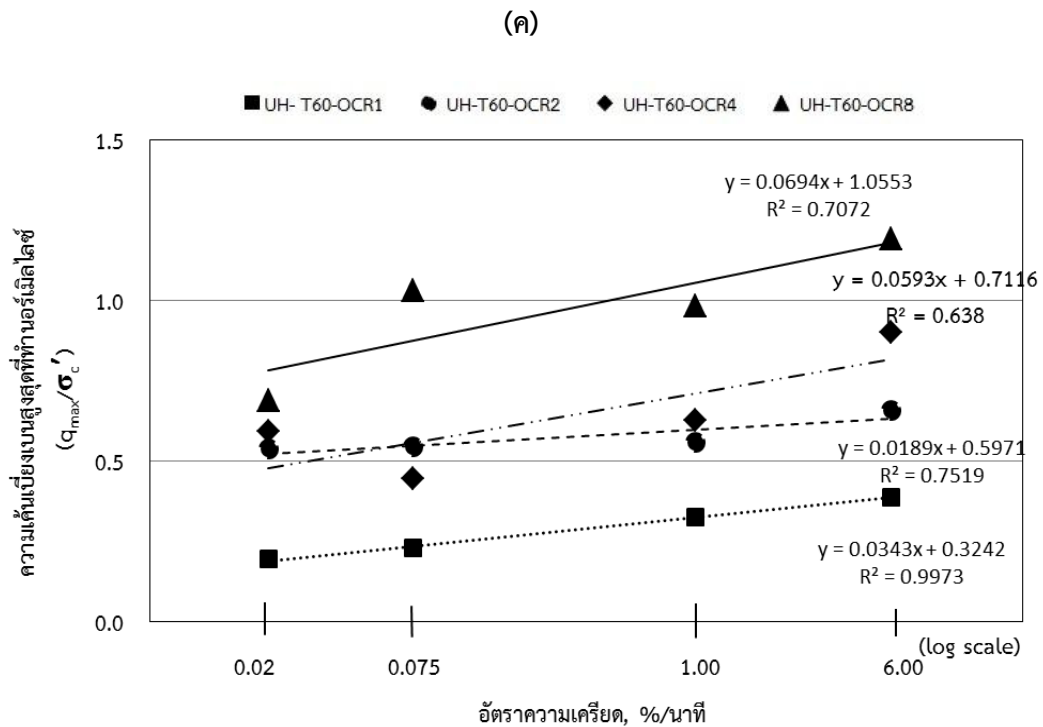 (ค)
UH- T60-OCR1 UH-T60-OCR2 UH-T60-OCR4 UH-T60-OCR8
1.5
y = 0.0694x + 1.0553
R² = 0.7072
ความเค้นเบี่ยงเบนสูงสุดที่ทำนอร์เมิลไลซ์
(qmax/σc′)
1.0
y = 0.0593x + 0.7116
R² = 0.638
0.5
y = 0.0189x + 0.5971
R² = 0.7519
y = 0.0343x + 0.3242
R² = 0.9973
0.0
(log scale)
0.02 0.075 1.00 6.00
อัตราความเครียด, %/นาที